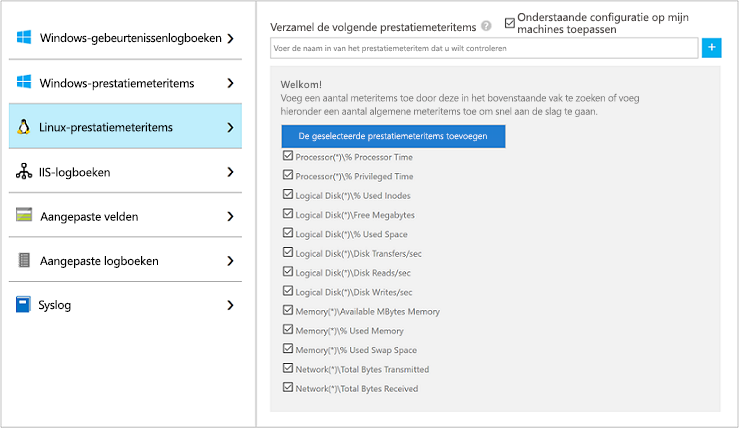 Windows-gebeurtenissenlogboeken
Windows-prestatiemeteritems
Linux-prestatiemeteritems
IIS-logboeken
Aangepaste velden
Aangepaste logboeken
Syslog
Verzamel de volgende prestatiemeteritems ?
Onderstaande configuratie op mijn
machines toepassen
Voer de naam in van het prestatiemeteritem dat u wilt controleren
+
Welkom!
Voeg een aantal meteritems toe door deze in het bovenstaande vak te zoeken of voeg
hieronder een aantal algemene meteritems toe om snel aan de slag te gaan.
De geselecteerde prestatiemeteritems toevoegen
Processor(*)\% Processor Time
Processor(*)\% Privileged Time
Logical Disk(*)\% Used Inodes
Logical Disk(*)\Free Megabytes
Logical Disk(*)\% Used Space
Logical Disk(*)\Disk Transfers/sec
Logical Disk(*)\Disk Reads/sec
Logical Disk(*)\Disk Writes/sec
Memory(*)\Available MBytes Memory
Memory(*)\% Used Memory
Memory(*)\% Used Swap Space
Network(*)\Total Bytes Transmitted
Network(*)\Total Bytes Received